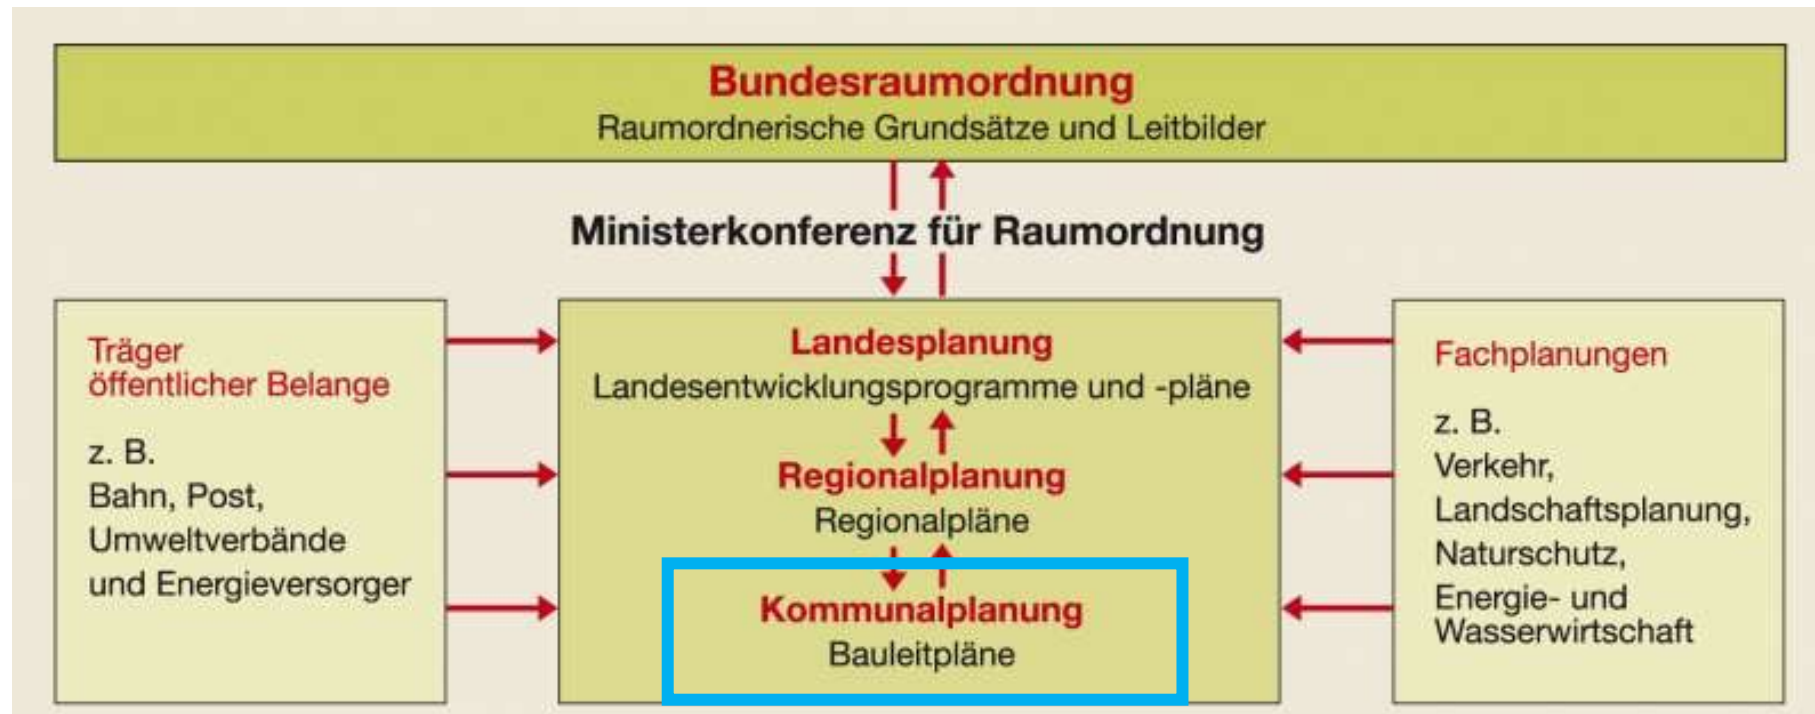 Bundesraumordnung
Raumordnerische Grundsätze und Leitbilder
Ministerkonferenz für Raumordnung
Träger
öffentlicher Belange
z. B.
Bahn, Post,
Umweltverbände
und Energieversorger
Landesplanung
Landesentwicklungsprogramme und -pläne
Regionalplanung
Regionalpläne
Kommunalplanung
Bauleitpläne
Fachplanungen
z. B.
Verkehr,
Landschaftsplanung,
Naturschutz,
Energie- und
Wasserwirtschaft